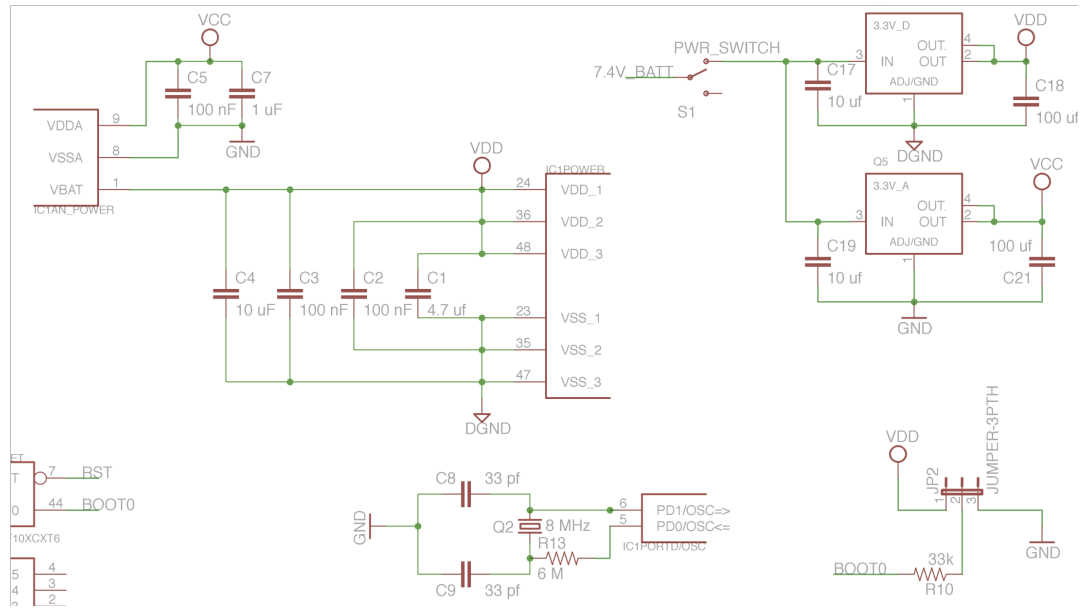 VCC
C5
C7
100 nF
1 uF
VDDA
9
VSSA
8
GND
VBAT
1
IC1AN_POWER
PWR_SWITCH
7.4V_BATT
S1
3.3V_D
VDD
OUT.
4
3
IN
OUT
2
C17
10 uf
ADJ/GND
1
C18
100 uf
DGND
Q5
3.3V_A
VCC
OUT.
4
3
IN
OUT
2
C19
10 uf
ADJ/GND
1
100 uf
C21
GND
VDD
IC1POWER
24
VDD_1
36
VDD_2
48
VDD_3
C4
C3
C2
C1
10 uF
100 nF
100 nF
4.7 uf
23
VSS_1
35
VSS_2
47
VSS_3
DGND
7
RST
44
BOOT0
T10XCXT6
5
4
4
3
2
C8
33 pf
GND
Q2
8 MHz
R13
6 M
C9
33 pf
6
PD1/OSC=>
5
PD0/OSC<=
IC1PORTD/OSC
VDD
JP2
1
2
3
JUMPER-3PTH
GND
BOOT0
33k
R10